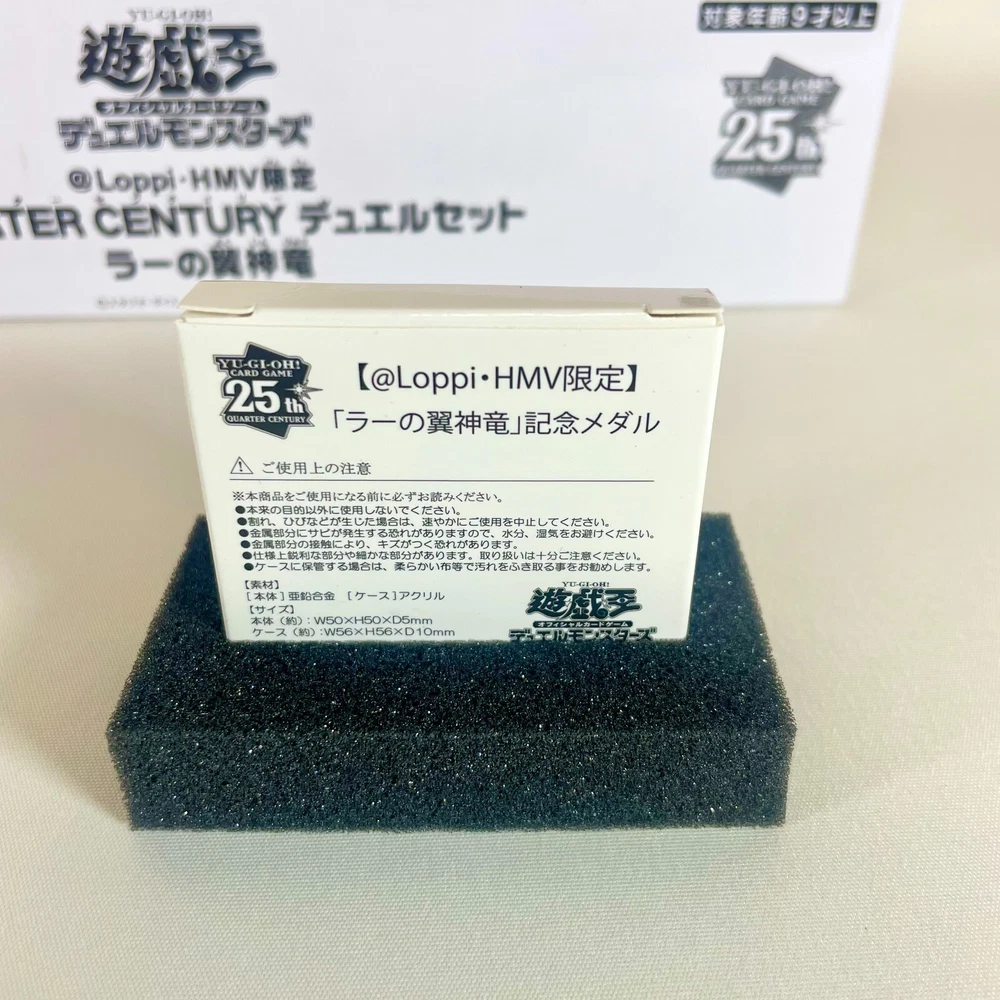 YU-GI-OH!
遊戯王
オフィシャルカードゲーム
デュエルモンスターズ
@Loppi・HMV限定
TER CENTURY デュエルセット
ラーの翼神竜
対象年齢9才以上
YU-GI-OH!
CARD GAME
25th
YU-GI-OH!
CARD GAME
25th
QUARTER CENTURY
【@Loppi・HMV限定】
「ラーの翼神竜」記念メダル
ご使用上の注意
※本商品をご使用になる前に必ずお読みください。
●本来の目的以外に使用しないでください。
●割れ、ひびなどが生じた場合は、速やかにご使用を中止してください。
●金属部分にサビが発生する恐れがありますので、水分、湿気をお避けください。
●金属部分の接触により、キズがつく恐れがあります。
●仕様上鋭利な部分や細かな部分があります。取り扱いは十分ご注意ください。
●ケースに保管する場合は、柔らかい布等で汚れをふき取る事をお勧めします。
【素材】
[本体]亜鉛合金 [ケース]アクリル
【サイズ】
本体(約):W50×H50×D5mm
ケース(約):W56×H56×D10mm
YU-GI-OH!
遊戯王
オフィシャルカードゲーム
デュエルモンスターズ